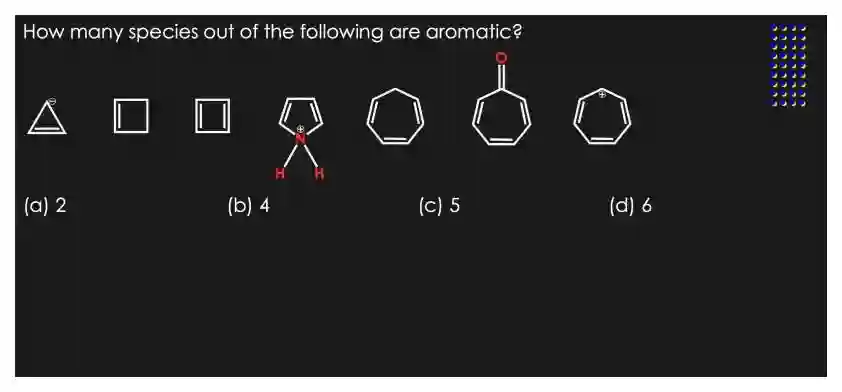 How many species out of the following are aromatic?
O
⊖
⊕
⊕
N
H H
(a) 2 (b) 4 (c) 5 (d) 6